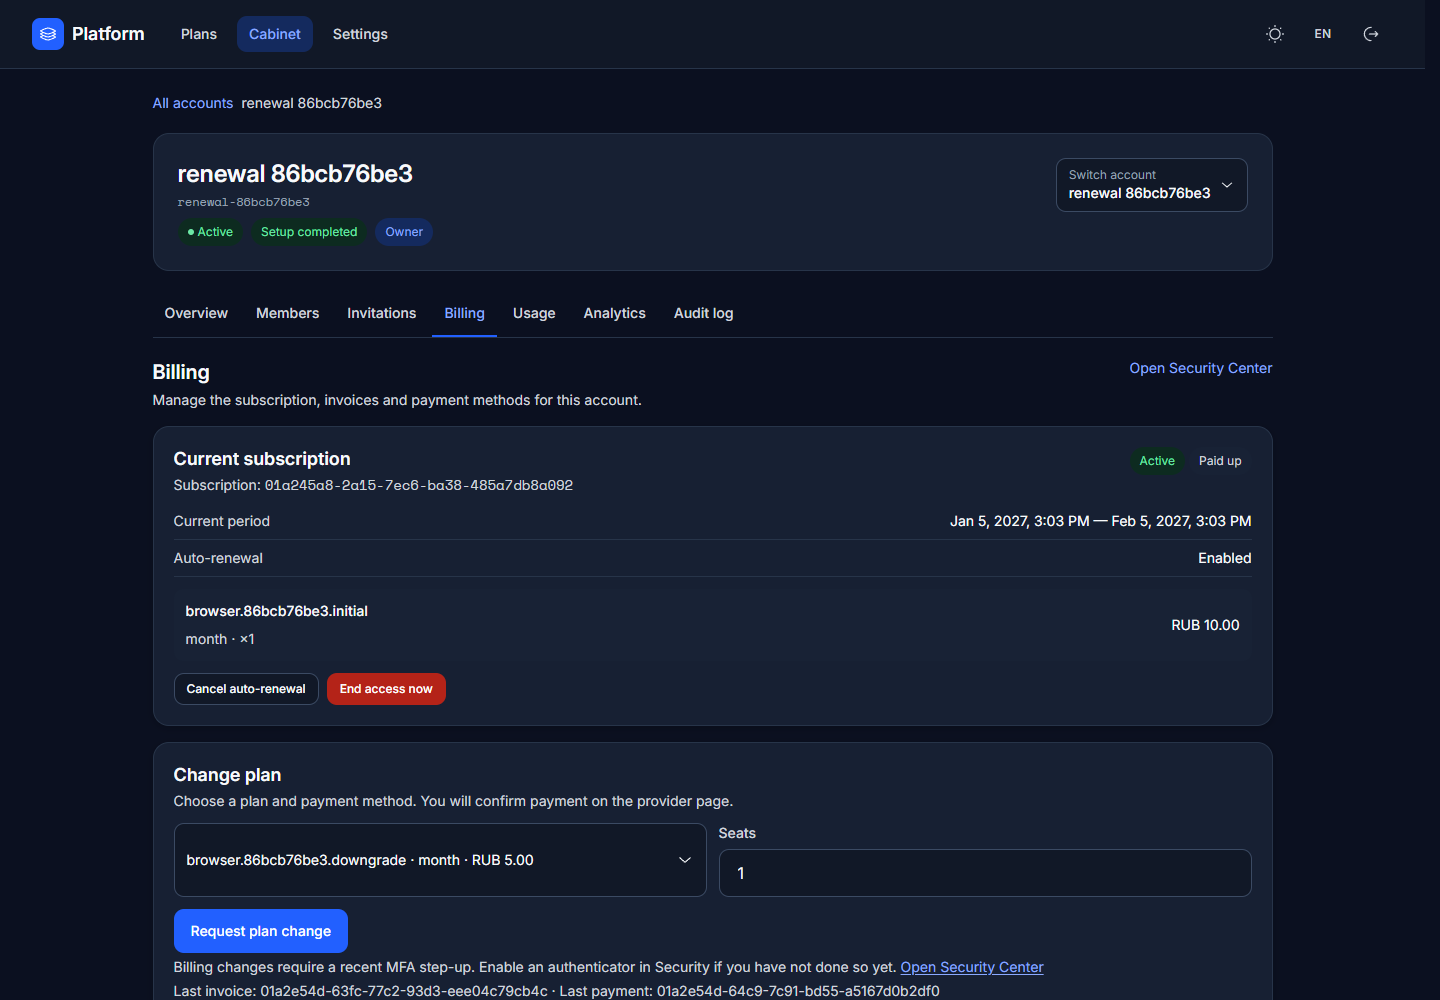 Platform
Plans
Cabinet
Settings
EN
All accounts renewal 86bcb76be3
renewal 86bcb76be3
renewal-86bcb76be3
Active
Setup completed
Owner
Switch account
renewal 86bcb76be3
Overview
Members
Invitations
Billing
Usage
Analytics
Audit log
Billing
Open Security Center
Manage the subscription, invoices and payment methods for this account.
Current subscription
Active
Paid up
Subscription: 01a245a8-2a15-7ec6-ba38-485a7db8a092
Current period
Jan 5, 2027, 3:03 PM — Feb 5, 2027, 3:03 PM
Auto-renewal
Enabled
browser.86bcb76be3.initial
month · ×1
RUB 10.00
Cancel auto-renewal
End access now
Change plan
Choose a plan and payment method. You will confirm payment on the provider page.
browser.86bcb76be3.downgrade · month · RUB 5.00
Seats
1
Request plan change
Billing changes require a recent MFA step-up. Enable an authenticator in Security if you have not done so yet. Open Security Center
Last invoice: 01a2e54d-63fc-77c2-93d3-eee04c79cb4c · Last payment: 01a2e54d-64c9-7c91-bd55-a5167d0b2df0